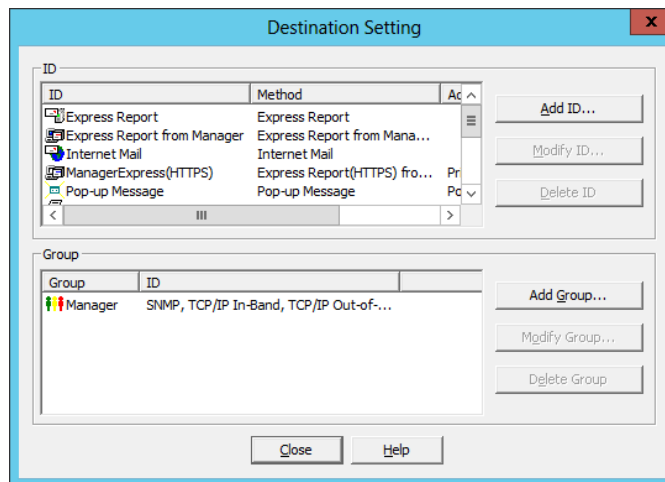 Destination Setting
x
ID
ID Method Ac
Express Report Express Report
Express Report from Manager Express Report from Mana...
Internet Mail Internet Mail
ManagerExpress(HTTPS) Express Report(HTTPS) fro... Pr
Pop-up Message Pop-up Message Po
Add ID...
Modify ID...
Delete ID
Group
Group ID
Manager SNMP, TCP/IP In-Band, TCP/IP Out-of-...
Add Group...
Modify Group...
Delete Group
Close Help